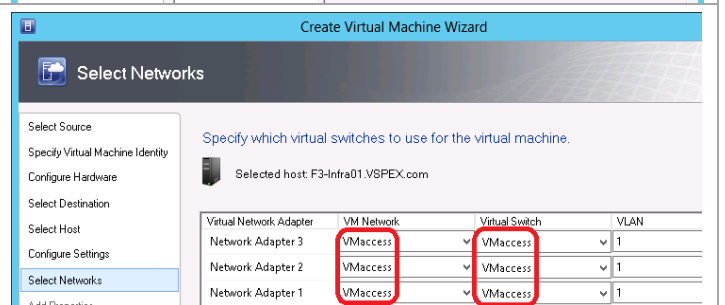 Create Virtual Machine Wizard
Select Networks
Select Source
Specify Virtual Machine Identity
Configure Hardware
Select Destination
Select Host
Configure Settings
Select Networks
Add Properties
Specify which virtual switches to use for the virtual machine.
Selected host: F3-Infra01.VSPEX.com
Virtual Network Adapter VM Network Virtual Switch VLAN
Network Adapter 3 VMaccess VMaccess 1
Network Adapter 2 VMaccess VMaccess 1
Network Adapter 1 VMaccess VMaccess 1